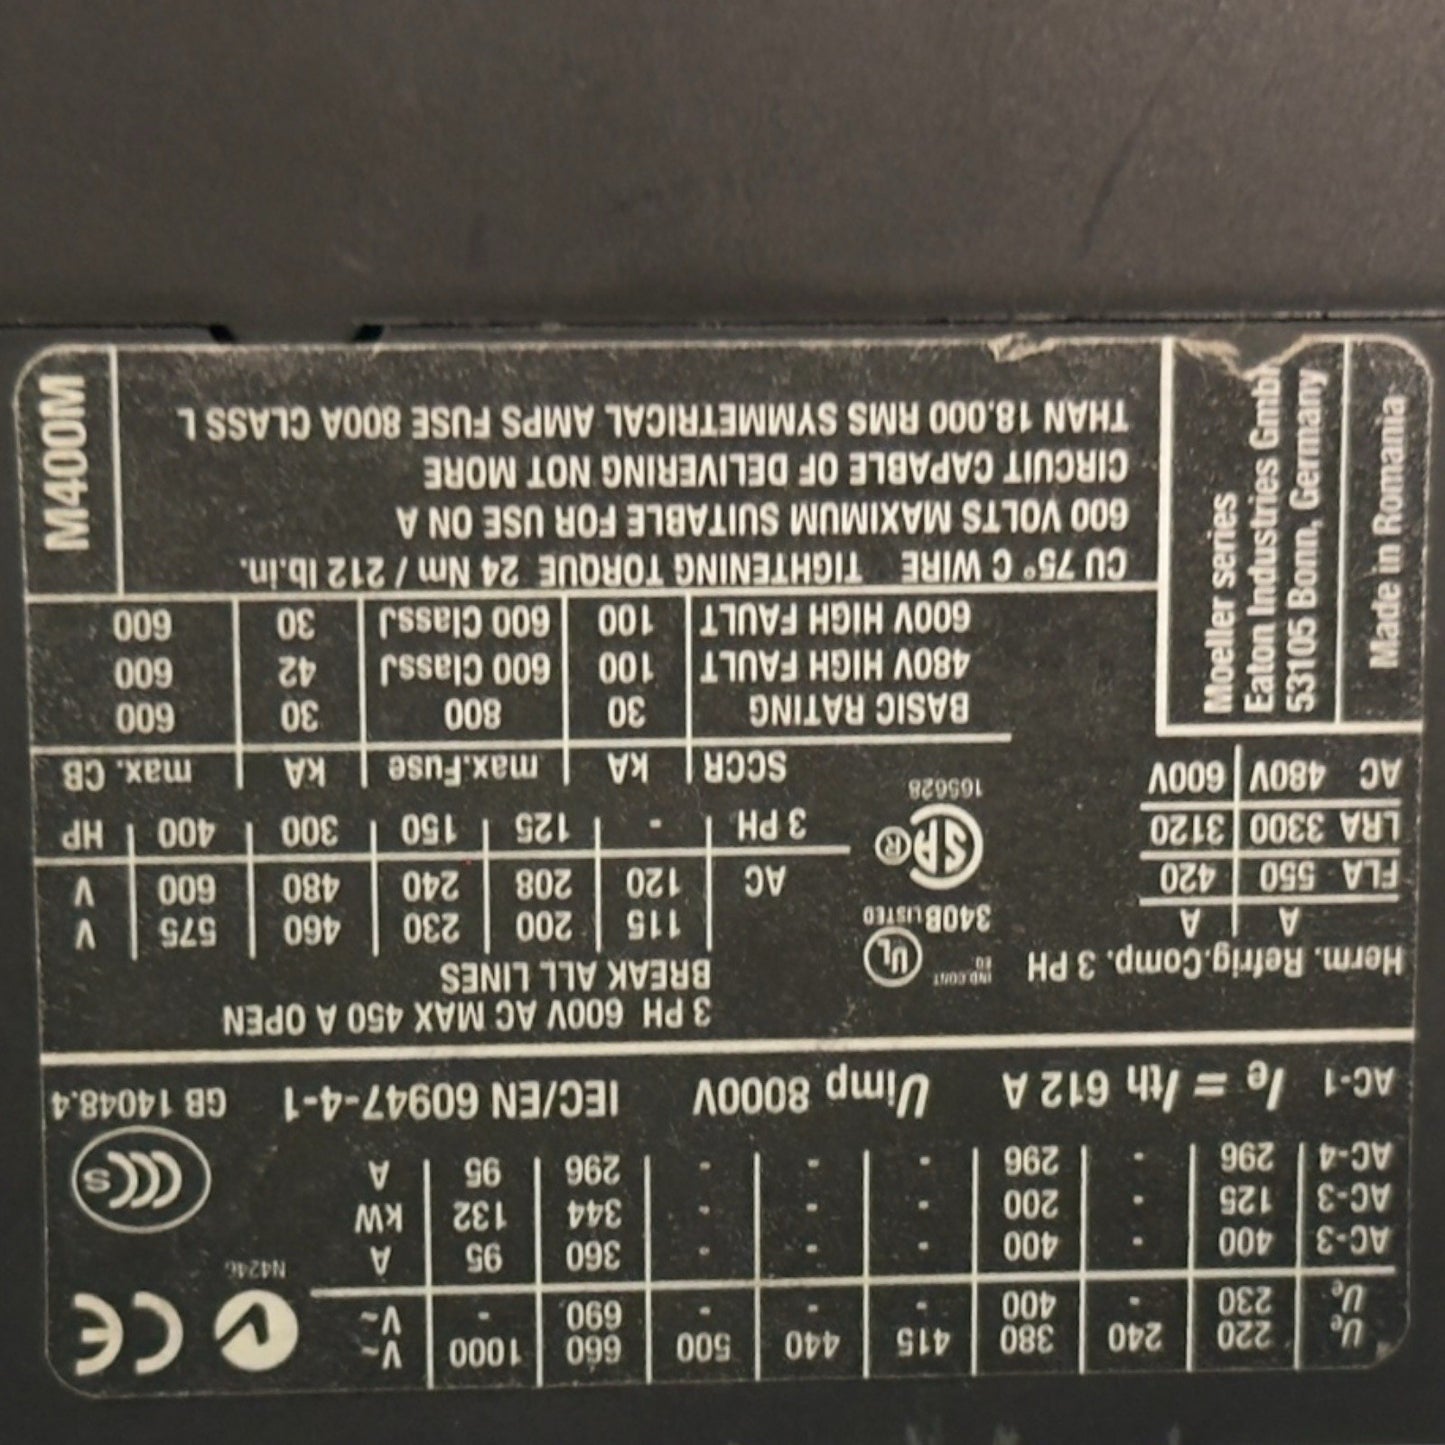 Ue | 220 | 240 | 380 | 415 | 440 | 500 | 660 | 1000 | V~
Ue | 230 | - | 400 | - | - | - | 690 | - | V~
AC-3 | 400 | - | 400 | - | - | - | 360 | 95 | A
AC-3 | 125 | - | 200 | - | - | - | 344 | 132 | kW
AC-4 | 296 | - | 296 | - | - | - | 296 | 95 | A
CE
N424
CCC S
AC-1 Ie = Ith 612 A Uimp 8000V IEC/EN 60947-4-1 GB 14048.4
Herm. Refrig.Comp. 3 PH
A | A
FLA 550 | 420
LRA 3300 | 3120
AC 480V | 600V
IND.CONT
EQ.
UL
340B LISTED
SA ®
165628
3 PH 600V AC MAX 450 A OPEN
BREAK ALL LINES
115 | 200 | 230 | 460 | 575 | V
AC | 120 | 208 | 240 | 480 | 600 | V
3 PH | - | 125 | 150 | 300 | 400 | HP
SCCR | kA | max.Fuse | kA | max. CB
BASIC RATING | 30 | 800 | 30 | 600
480V HIGH FAULT | 100 | 600 ClassJ | 42 | 600
600V HIGH FAULT | 100 | 600 ClassJ | 30 | 600
CU 75° C WIRE TIGHTENING TORQUE 24 Nm / 212 lb.in.
600 VOLTS MAXIMUM SUITABLE FOR USE ON A
CIRCUIT CAPABLE OF DELIVERING NOT MORE
THAN 18.000 RMS SYMMETRICAL AMPS FUSE 800A CLASS L
Made in Romania
Moeller series
Eaton Industries GmbH
53105 Bonn, Germany
M400M